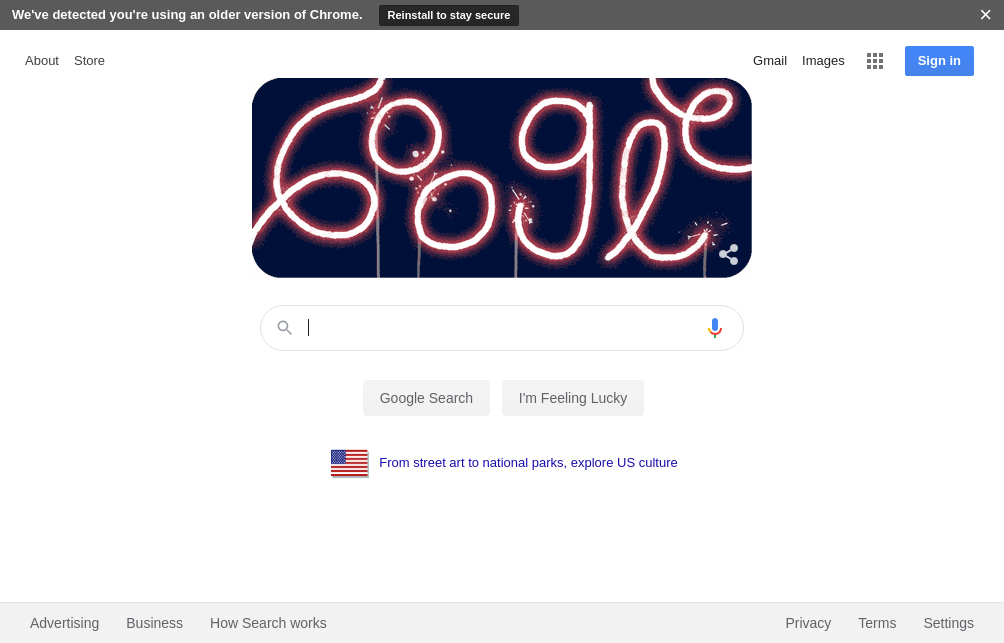 We've detected you're using an older version of Chrome. Reinstall to stay secure
About Store Gmail Images Sign in
Google
Google Search I'm Feeling Lucky
From street art to national parks, explore US culture
Advertising Business How Search works Privacy Terms Settings